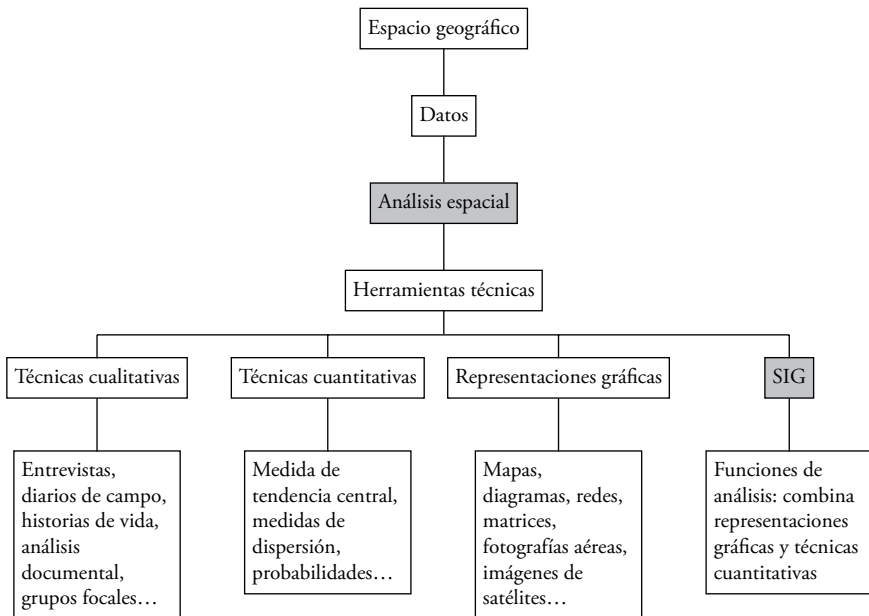 Espacio geográfico
Datos
Análisis espacial
Herramientas técnicas
Técnicas cualitativas
Técnicas cuantitativas
Representaciones gráficas
SIG
Entrevistas,
diarios de campo,
historias de vida,
análisis
documental,
grupos focales…
Medida de
tendencia central,
medidas de
dispersión,
probabilidades…
Mapas,
diagramas, redes,
matrices,
fotografías aéreas,
imágenes de
satélites…
Funciones de
análisis: combina
representaciones
gráficas y técnicas
cuantitativas